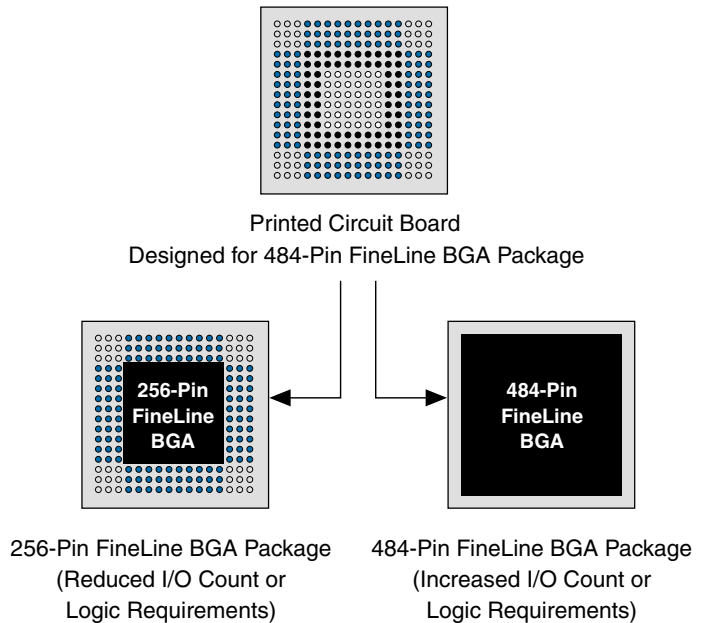 Printed Circuit Board
Designed for 484-Pin FineLine BGA Package
256-Pin
FineLine
BGA
484-Pin
FineLine
BGA
256-Pin FineLine BGA Package
(Reduced I/O Count or
Logic Requirements)
484-Pin FineLine BGA Package
(Increased I/O Count or
Logic Requirements)